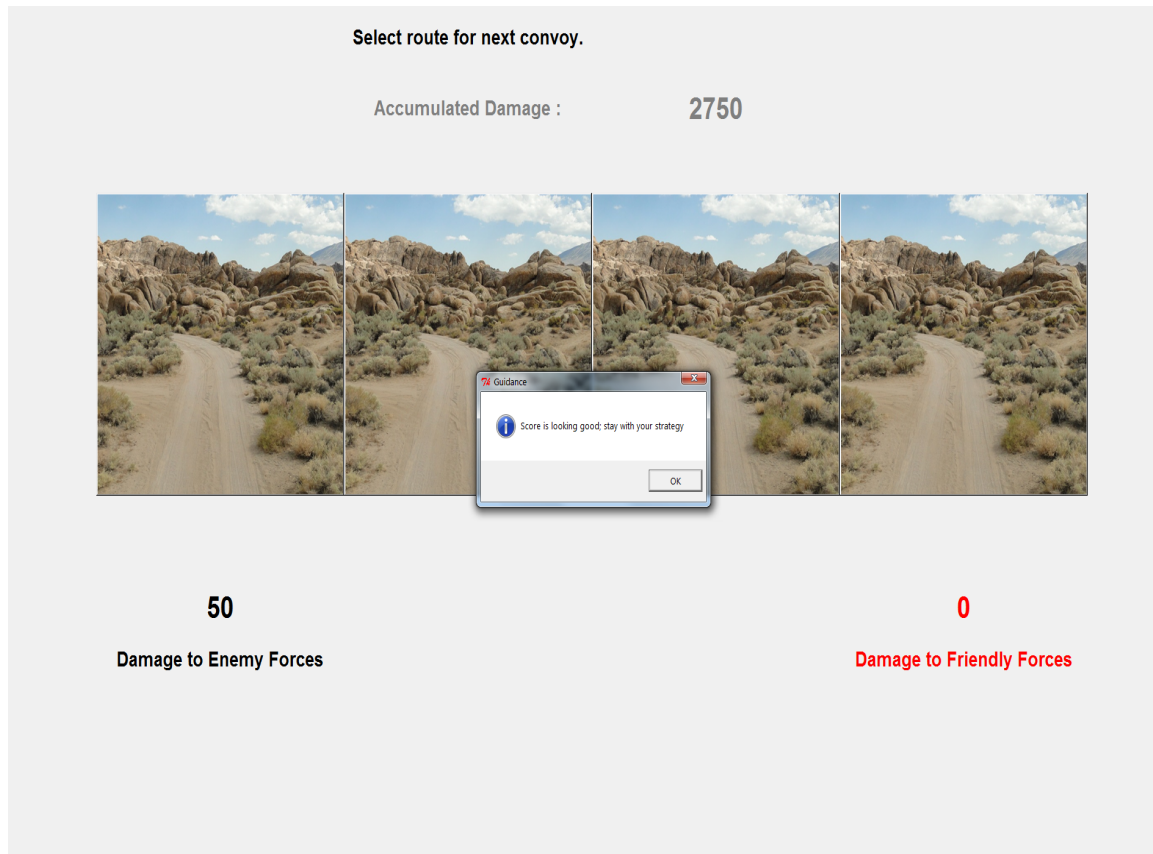 Select route for next convoy.
Accumulated Damage : 2750
Guidance
Score is looking good; stay with your strategy
OK
50 0
Damage to Enemy Forces Damage to Friendly Forces